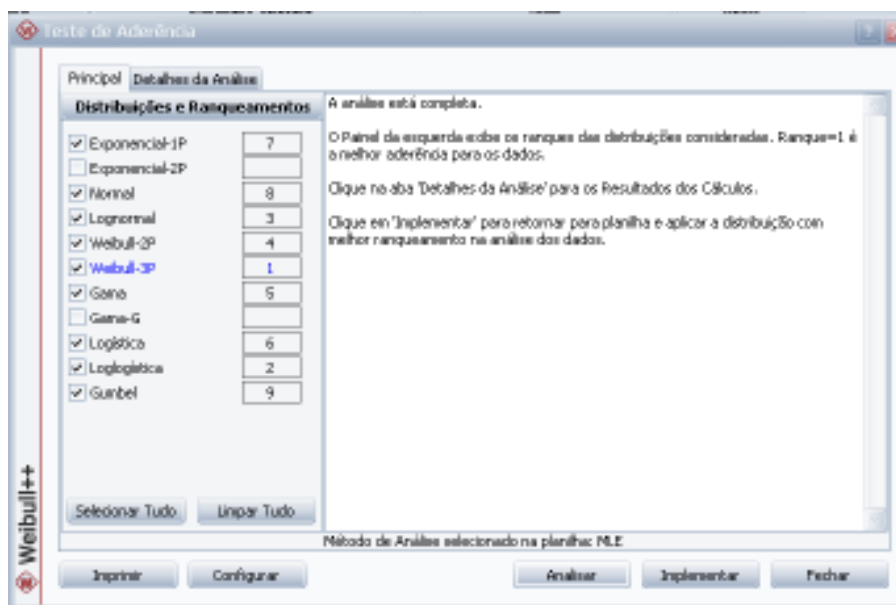 Teste de Aderência
Principal Detalhes da Análise
Distribuições e Ranqueamentos
Exponencial-1P 7
Exponencial-2P
Normal 8
Lognormal 3
Weibull-2P 4
Weibull-3P 1
Gama 5
Gama-G
Logística 6
Loglogística 2
Gumbel 9
Selecionar Tudo Limpar Tudo
A análise está completa.
O Painel da esquerda exibe os ranques das distribuições consideradas. Ranque=1 é
a melhor aderência para os dados.
Clique na aba 'Detalhes da Análise' para os Resultados dos Cálculos.
Clique em 'Implementar' para retornar para planilha e aplicar a distribuição com
melhor ranqueamento na análise dos dados.
Método de Análise selecionado na planilha: MLE
Imprimir Configurar Analisar Implementar Fechar
Weibull++